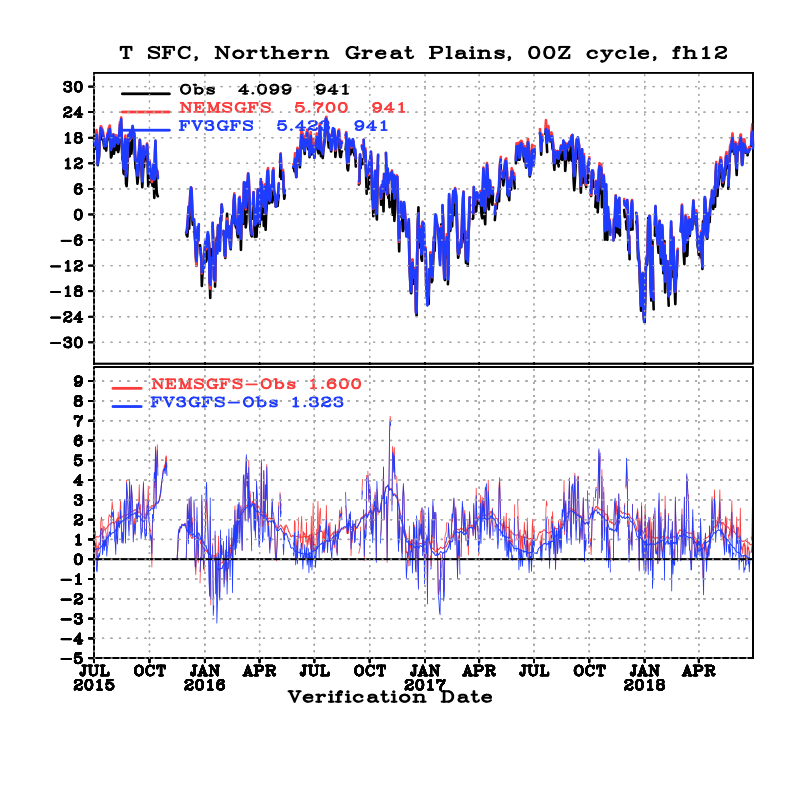 T SFC, Northern Great Plains, 00Z cycle, fh12
30
24
18
12
6
0
-6
-12
-18
-24
-30
Obs 4.099 941
NEMSGFS 5.700 941
FV3GFS 941
9
8
7
6
5
4
3
2
1
0
-1
-2
-3
-4
-5
NEMSGFS-Obs 1.600
FV3GFS-Obs 1.323
JUL OCT JAN APR JUL OCT JAN APR JUL OCT JAN APR
2015 2016 2017 2018
Verification Date